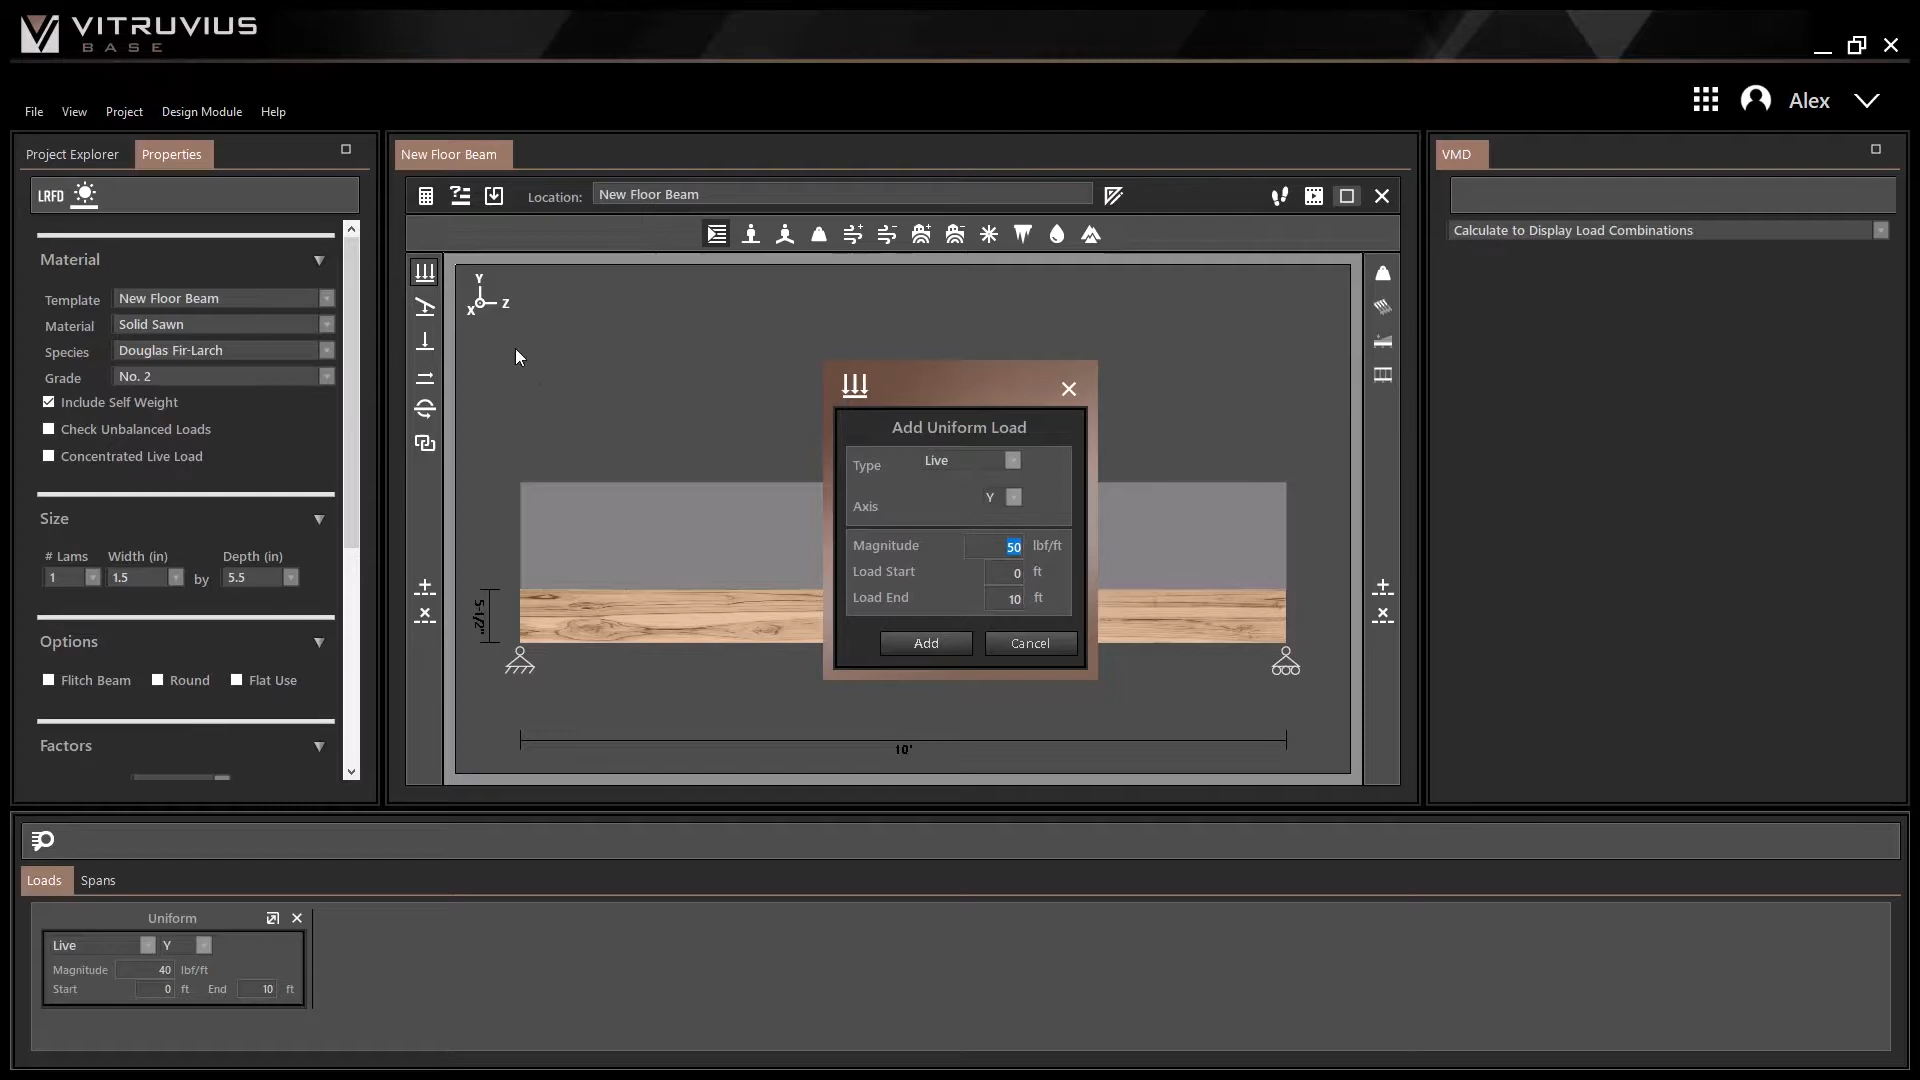 VITRUVIUS
BASE
File View Project Design Module Help
Alex
Project Explorer Properties
New Floor Beam
VMD
LRFD
Location: New Floor Beam
Calculate to Display Load Combinations
Material
Template New Floor Beam
Material Solid Sawn
Species Douglas Fir-Larch
Grade No. 2
Include Self Weight
Check Unbalanced Loads
Concentrated Live Load
Size
# Lams Width (in) Depth (in)
1 1.5 by 5.5
Options
Flitch Beam Round Flat Use
Factors
Y
X Z
Add Uniform Load
Type Live
Axis Y
Magnitude 50 lbf/ft
Load Start 0 ft
Load End 10 ft
Add Cancel
5-1/2"
10'
Loads Spans
Uniform
Live Y
Magnitude 40 lbf/ft
Start 0 ft End 10 ft